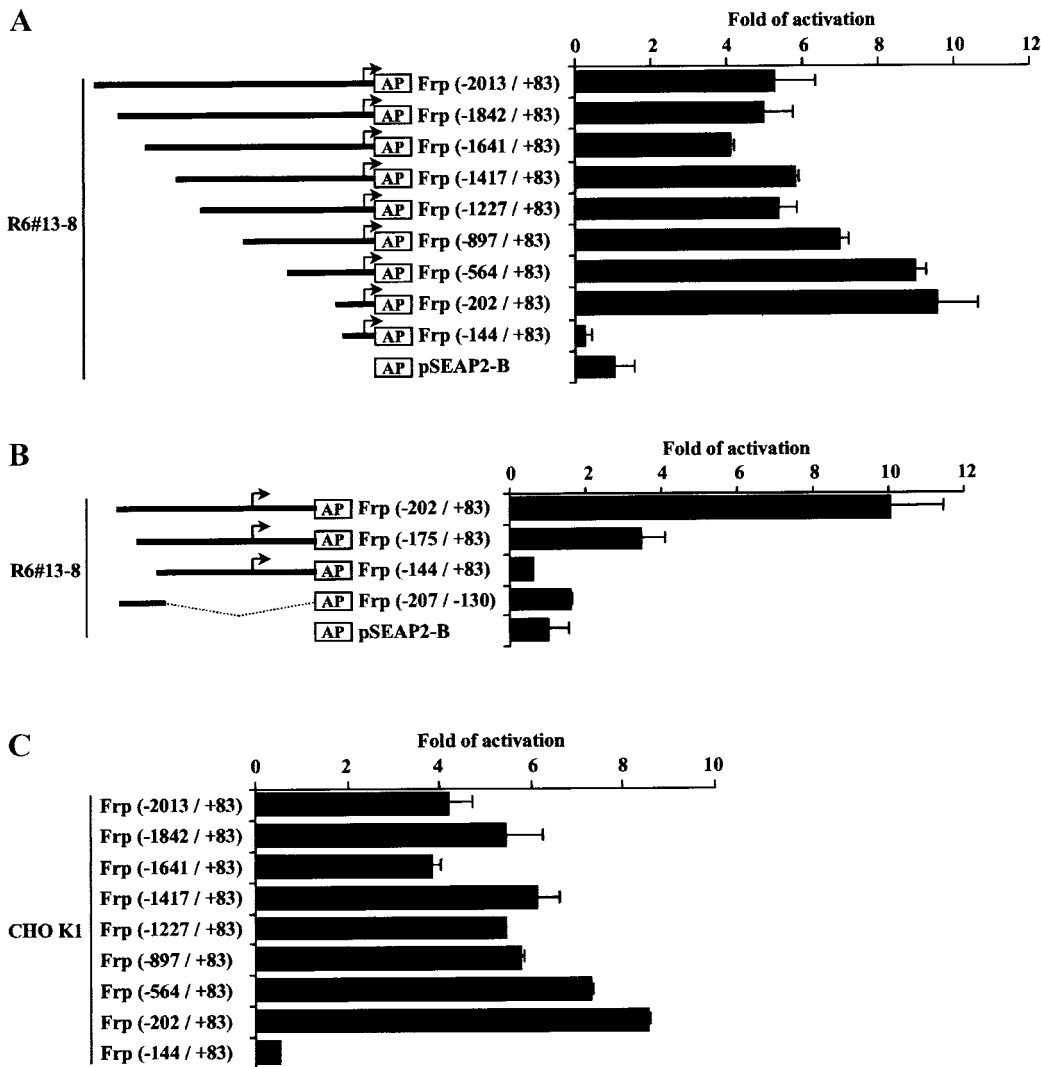 A
Fold of activation
0 2 4 6 8 10 12
R6#13-8
AP Frp (-2013 / +83)
AP Frp (-1842 / +83)
AP Frp (-1641 / +83)
AP Frp (-1417 / +83)
AP Frp (-1227 / +83)
AP Frp (-897 / +83)
AP Frp (-564 / +83)
AP Frp (-202 / +83)
AP Frp (-144 / +83)
AP pSEAP2-B
B
Fold of activation
0 2 4 6 8 10 12
R6#13-8
AP Frp (-202 / +83)
AP Frp (-175 / +83)
AP Frp (-144 / +83)
AP Frp (-207 / -130)
AP pSEAP2-B
C
Fold of activation
0 2 4 6 8 10
CHO K1
Frp (-2013 / +83)
Frp (-1842 / +83)
Frp (-1641 / +83)
Frp (-1417 / +83)
Frp (-1227 / +83)
Frp (-897 / +83)
Frp (-564 / +83)
Frp (-202 / +83)
Frp (-144 / +83)